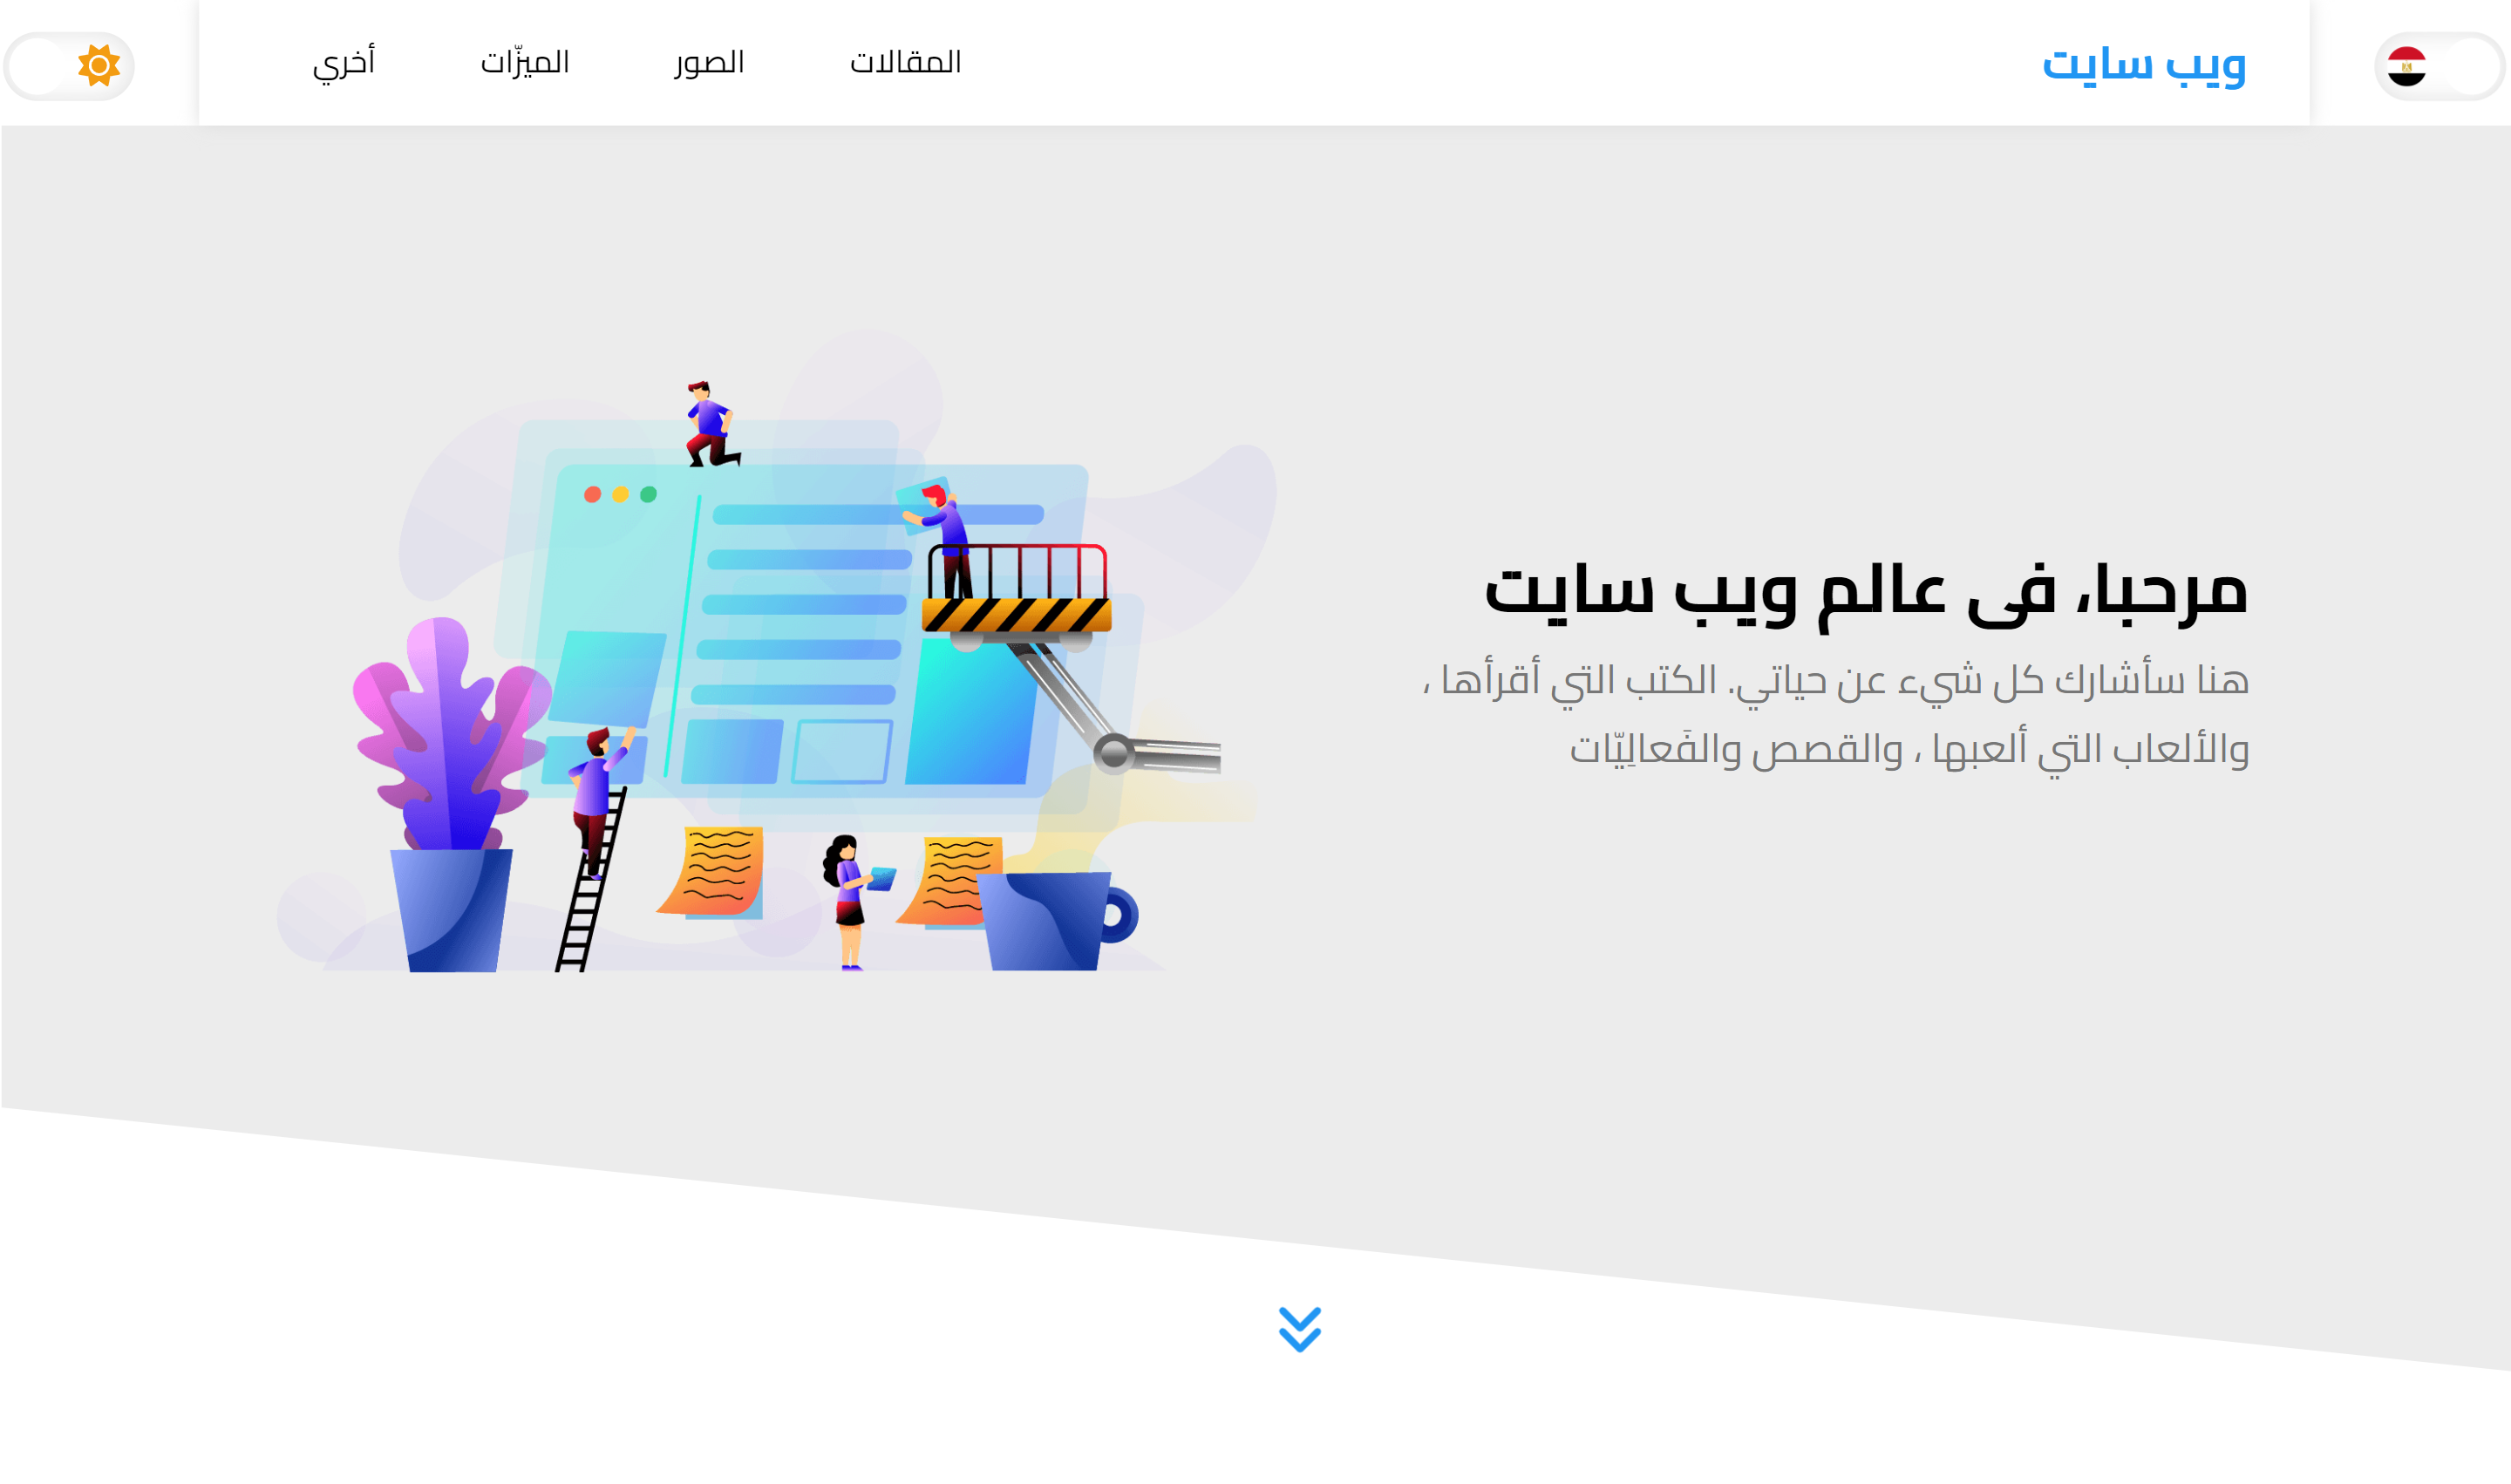 ويب سايت
المقالات
الصور
الميزّات
أخري
مرحبا، فى عالم ويب سايت
هنا سأشارك كل شيء عن حياتي. الكتب التي أقرأها ،
والألعاب التي ألعبها ، والقصص والفَعالِيّات